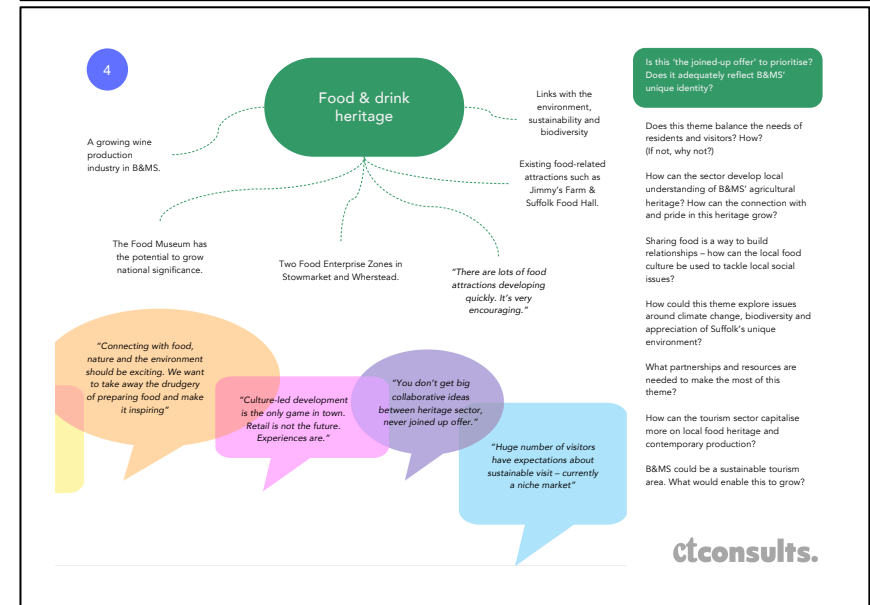 4
Food & drink
heritage
Links with the
environment,
sustainability and
biodiversity
A growing wine
production
industry in B&MS.
Existing food-related
attractions such as
Jimmy's Farm &
Suffolk Food Hall.
The Food Museum has
the potential to grow
national significance.
Two Food Enterprise Zones in
Stowmarket and Wherstead.
"There are lots of food
attractions developing
quickly. It's very
encouraging."
"Connecting with food,
nature and the environment
should be exciting. We want
to take away the drudgery
of preparing food and make
it inspiring"
"Culture-led development
is the only game in town.
Retail is not the future.
Experiences are."
"You don't get big
collaborative ideas
between heritage sector,
never joined up offer."
"Huge number of visitors
have expectations about
sustainable visit – currently
a niche market"
Is this 'the joined-up offer' to prioritise?
Does it adequately reflect B&MS'
unique identity?
Does this theme balance the needs of
residents and visitors? How?
(If not, why not?)
How can the sector develop local
understanding of B&MS' agricultural
heritage? How can the connection with
and pride in this heritage grow?
Sharing food is a way to build
relationships – how can the local food
culture be used to tackle local social
issues?
How could this theme explore issues
around climate change, biodiversity and
appreciation of Suffolk's unique
environment?
What partnerships and resources are
needed to make the most of this
theme?
How can the tourism sector capitalise
more on local food heritage and
contemporary production?
B&MS could be a sustainable tourism
area. What would enable this to grow?
ctconsults.